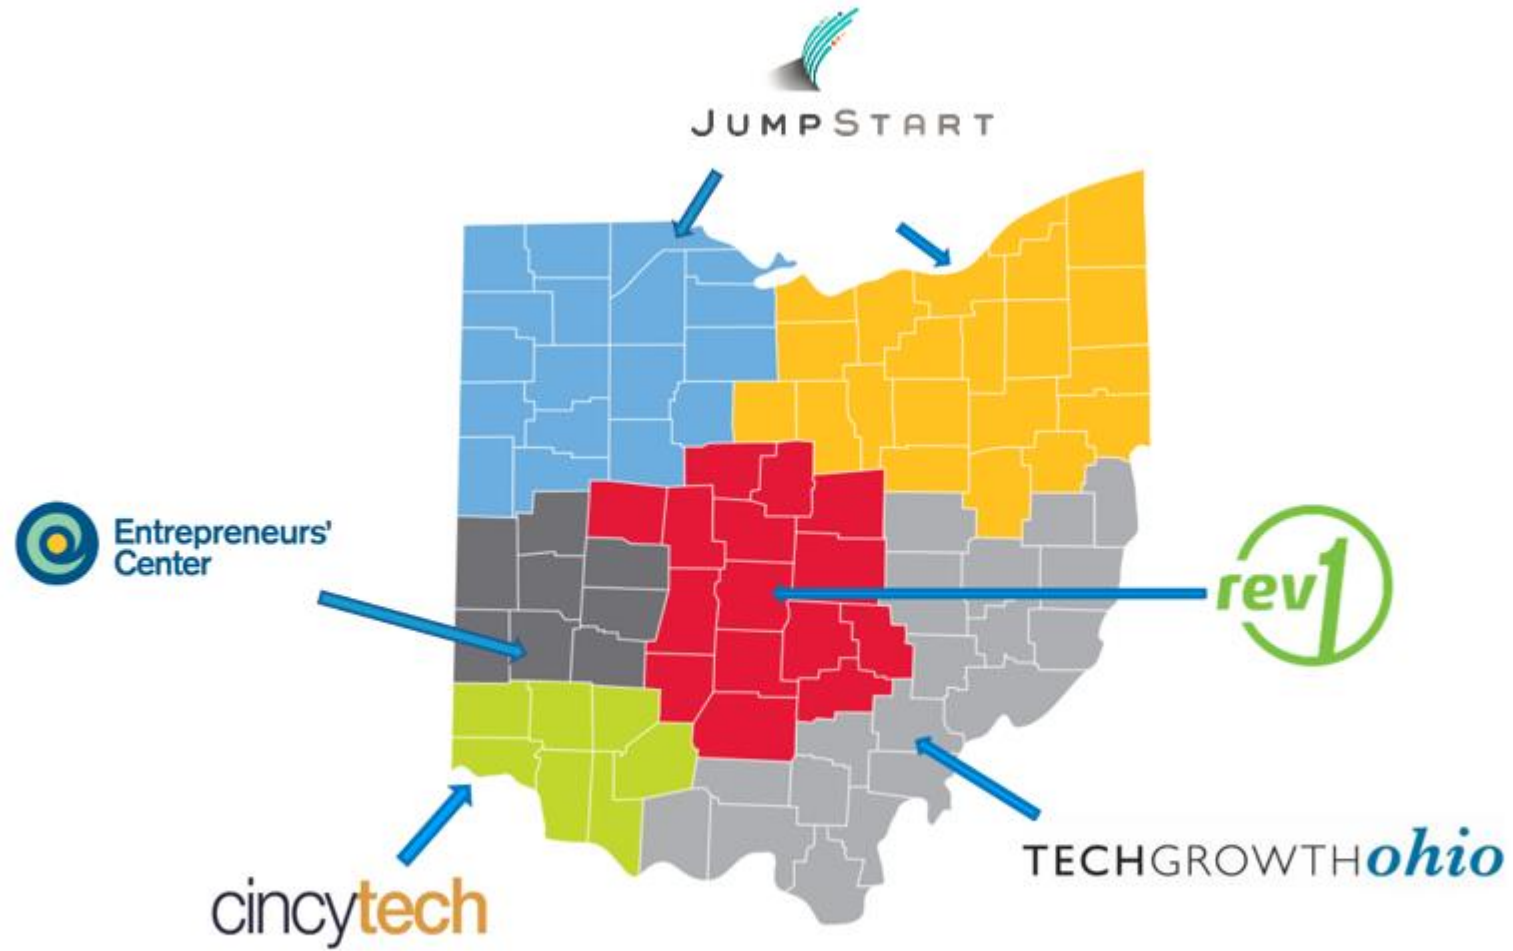 JUMPSTART
Entrepreneurs'
Center
rev1
TECHGROWTHohio
cincytech